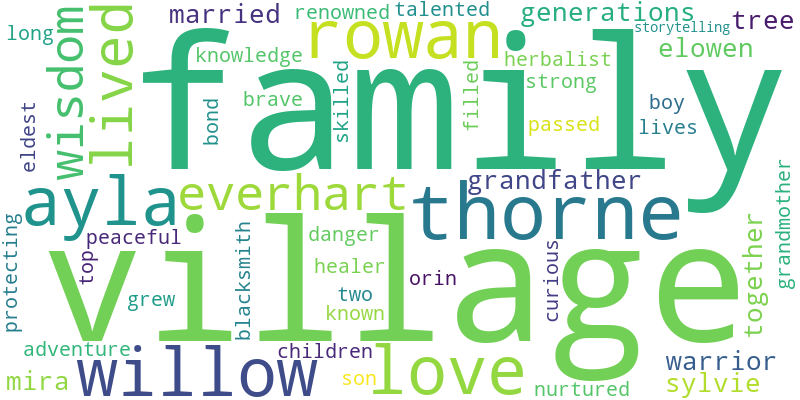 married
renowned
talented
generations
storytelling
tree
long
wisdom
lived
rowan
knowledge
herbalist
elowen
family
strong
brave
skilled
filled
boy
bond
passed
lives
eldest
grandfather
grandmother
ayla
everhart
thorne
protecting
peaceful
top
danger
blacksmith
healer
orin
curious
together
village
grew
two
known
adventure
children
willow
love
warrior
mira
son
nurtured
sylvie